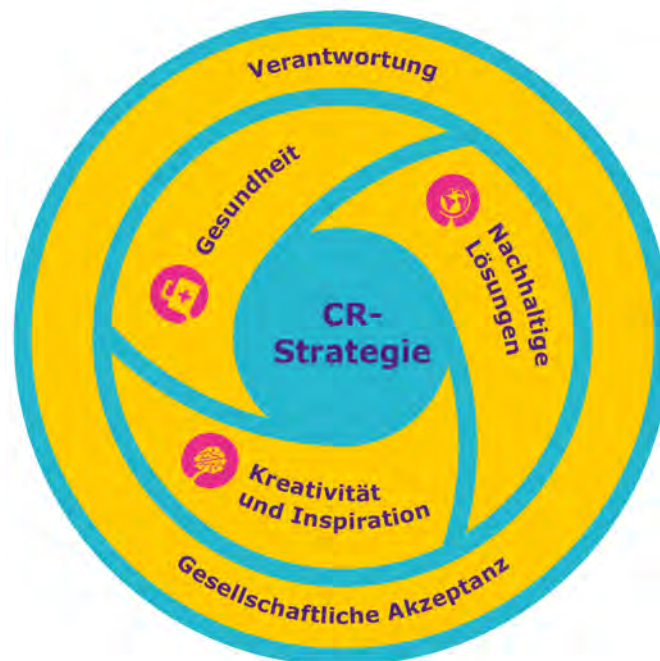 Verantwortung
Gesundheit
Nachhaltige
Lösungen
CR-
Strategie
Kreativität
und Inspiration
Gesellschaftliche Akzeptanz